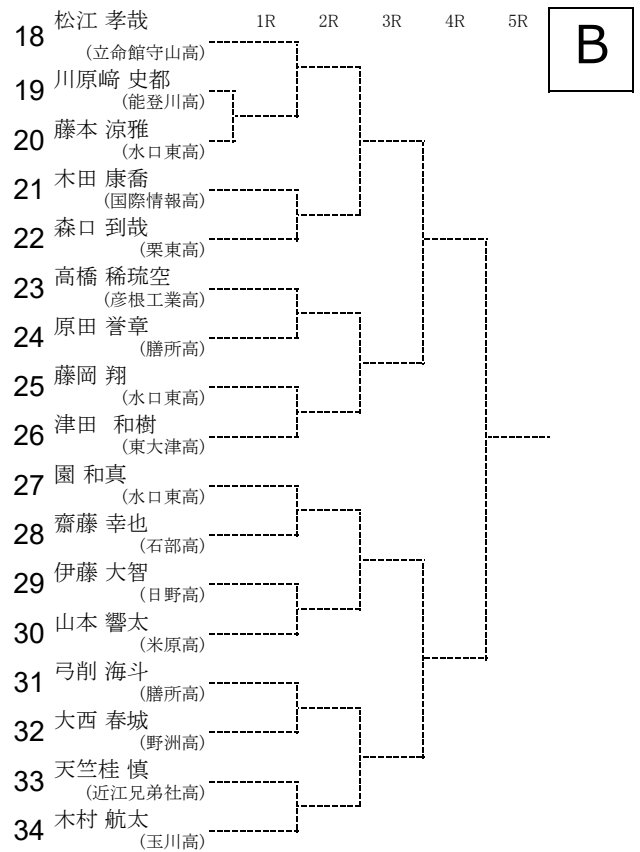 1R 2R 3R 4R 5R
B
18 松江 孝哉
(立命館守山高)
19 川原﨑 史都
(能登川高)
20 藤本 涼雅
(水口東高)
21 木田 康喬
(国際情報高)
22 森口 到哉
(栗東高)
23 高橋 稀琉空
(彦根工業高)
24 原田 誉章
(膳所高)
25 藤岡 翔
(水口東高)
26 津田 和樹
(東大津高)
27 園 和真
(水口東高)
28 齋藤 幸也
(石部高)
29 伊藤 大智
(日野高)
30 山本 響太
(米原高)
31 弓削 海斗
(膳所高)
32 大西 春城
(野洲高)
33 天竺桂 慎
(近江兄弟社高)
34 木村 航太
(玉川高)